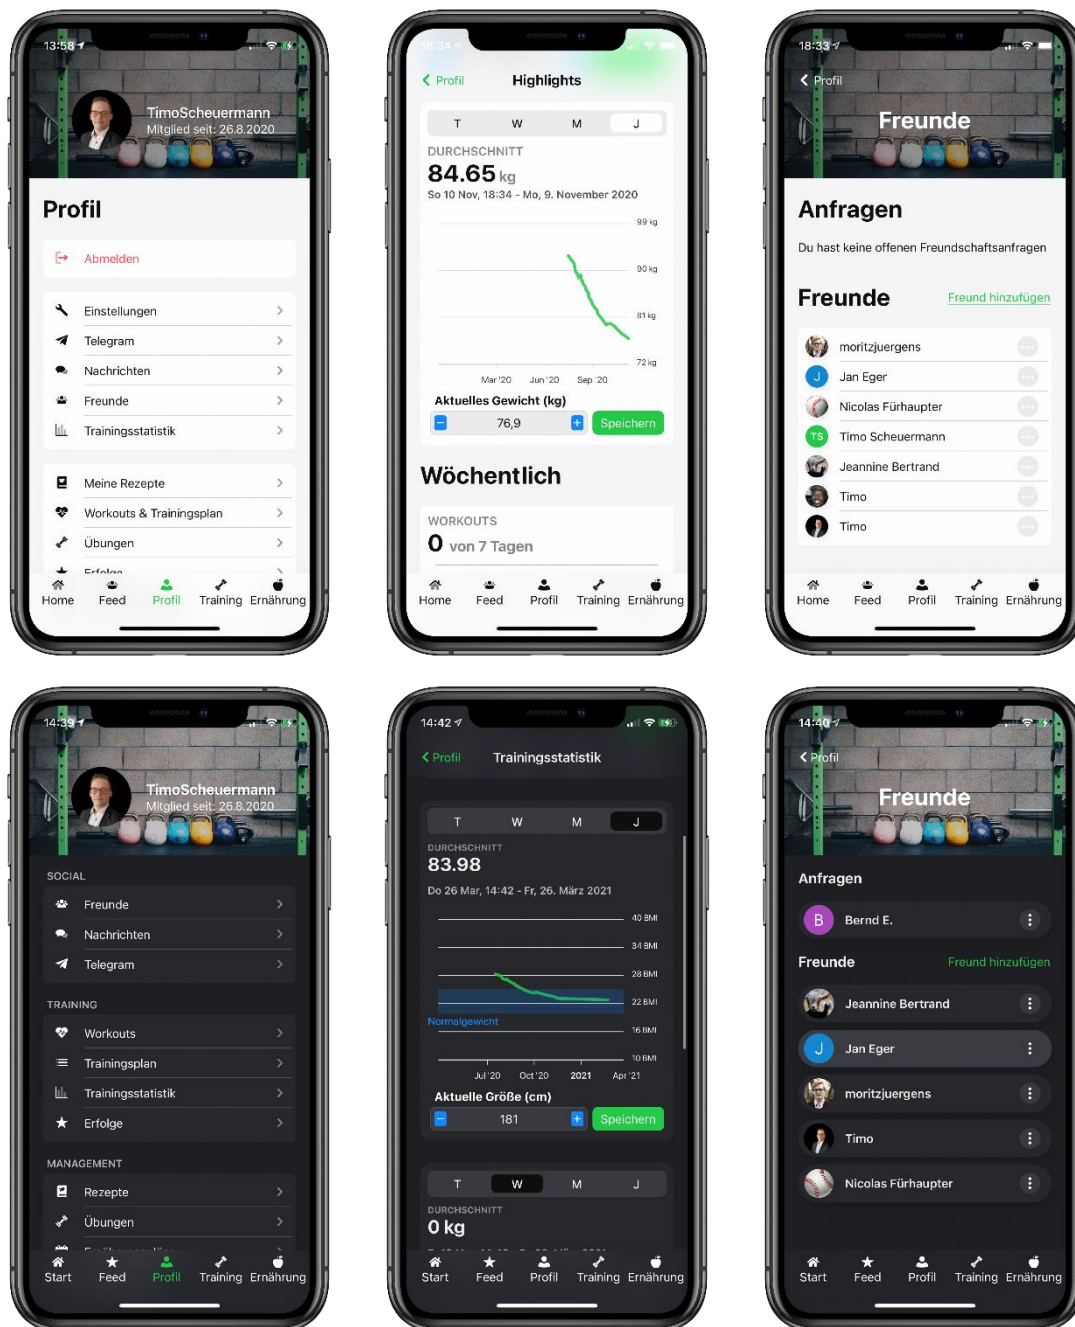 13:58
TimoScheuermann
Mitglied seit: 26.8.2020
Profil
Abmelden
Einstellungen
Telegram
Nachrichten
Freunde
Trainingsstatistik
Meine Rezepte
Workouts & Trainingsplan
Übungen
Erfolge
Home Feed Profil Training Ernährung
18:34
Profil Highlights
T W M J
DURCHSCHNITT
84.65 kg
So 10 Nov, 18:34 - Mo, 9. November 2020
99 kg
90 kg
81 kg
72 kg
Mar '20 Jun '20 Sep '20
Aktuelles Gewicht (kg)
− 76,9 + Speichern
Wöchentlich
WORKOUTS
0 von 7 Tagen
Home Feed Profil Training Ernährung
18:33
Profil
Freunde
Anfragen
Du hast keine offenen Freundschaftsanfragen
Freunde Freund hinzufügen
moritzjuergens
J Jan Eger
Nicolas Fürhaupter
TS Timo Scheuermann
Jeannine Bertrand
Timo
Timo
Home Feed Profil Training Ernährung
14:39
TimoScheuermann
Mitglied seit: 26.8.2020
SOCIAL
Freunde
Nachrichten
Telegram
TRAINING
Workouts
Trainingsplan
Trainingsstatistik
Erfolge
MANAGEMENT
Rezepte
Übungen
Start Feed Profil Training Ernährung
14:42
Profil Trainingsstatistik
T W M J
DURCHSCHNITT
83.98
Do 26 Mar, 14:42 - Fr, 26. März 2021
40 BMI
34 BMI
28 BMI
22 BMI
Normalgewicht
16 BMI
10 BMI
Jul '20 Oct '20 2021 Apr '21
Aktuelle Größe (cm)
− 181 + Speichern
T W M J
DURCHSCHNITT
0 kg
Start Feed Profil Training Ernährung
14:40
Profil
Freunde
Anfragen
B Bernd E.
Freunde Freund hinzufügen
Jeannine Bertrand
J Jan Eger
moritzjuergens
Timo
Nicolas Fürhaupter
Start Feed Profil Training Ernährung